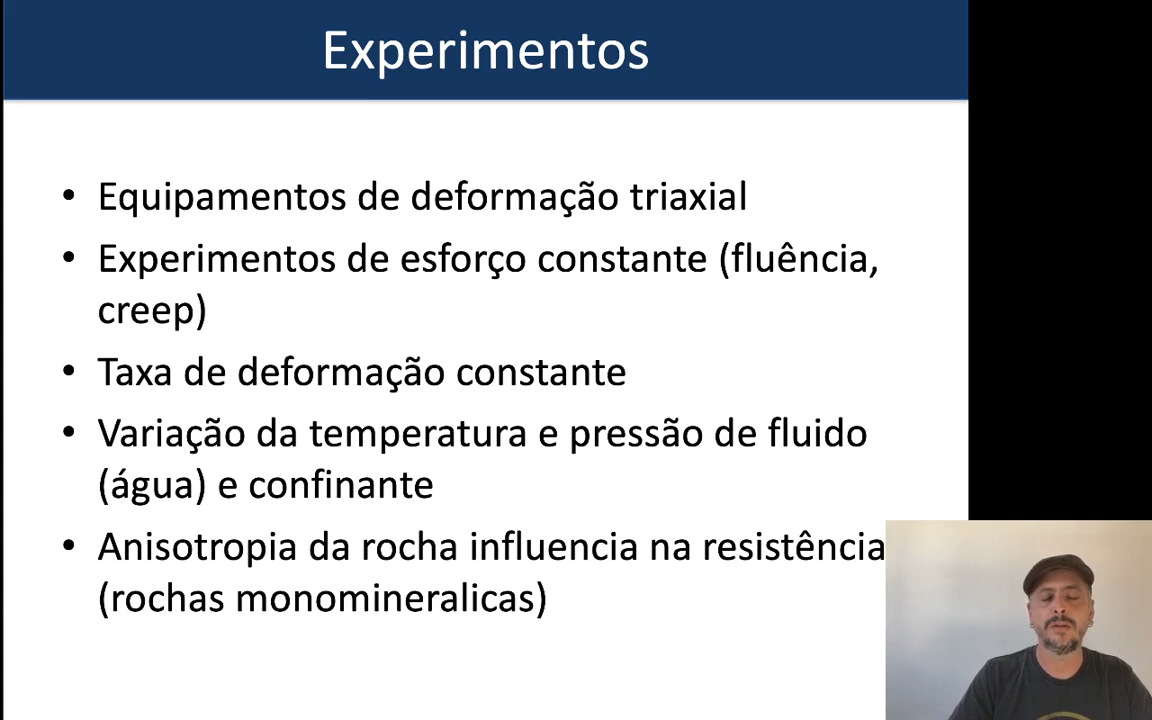 Experimentos
• Equipamentos de deformação triaxial
• Experimentos de esforço constante (fluência,
creep)
• Taxa de deformação constante
• Variação da temperatura e pressão de fluido
(água) e confinante
• Anisotropia da rocha influencia na resistência
(rochas monomineralicas)